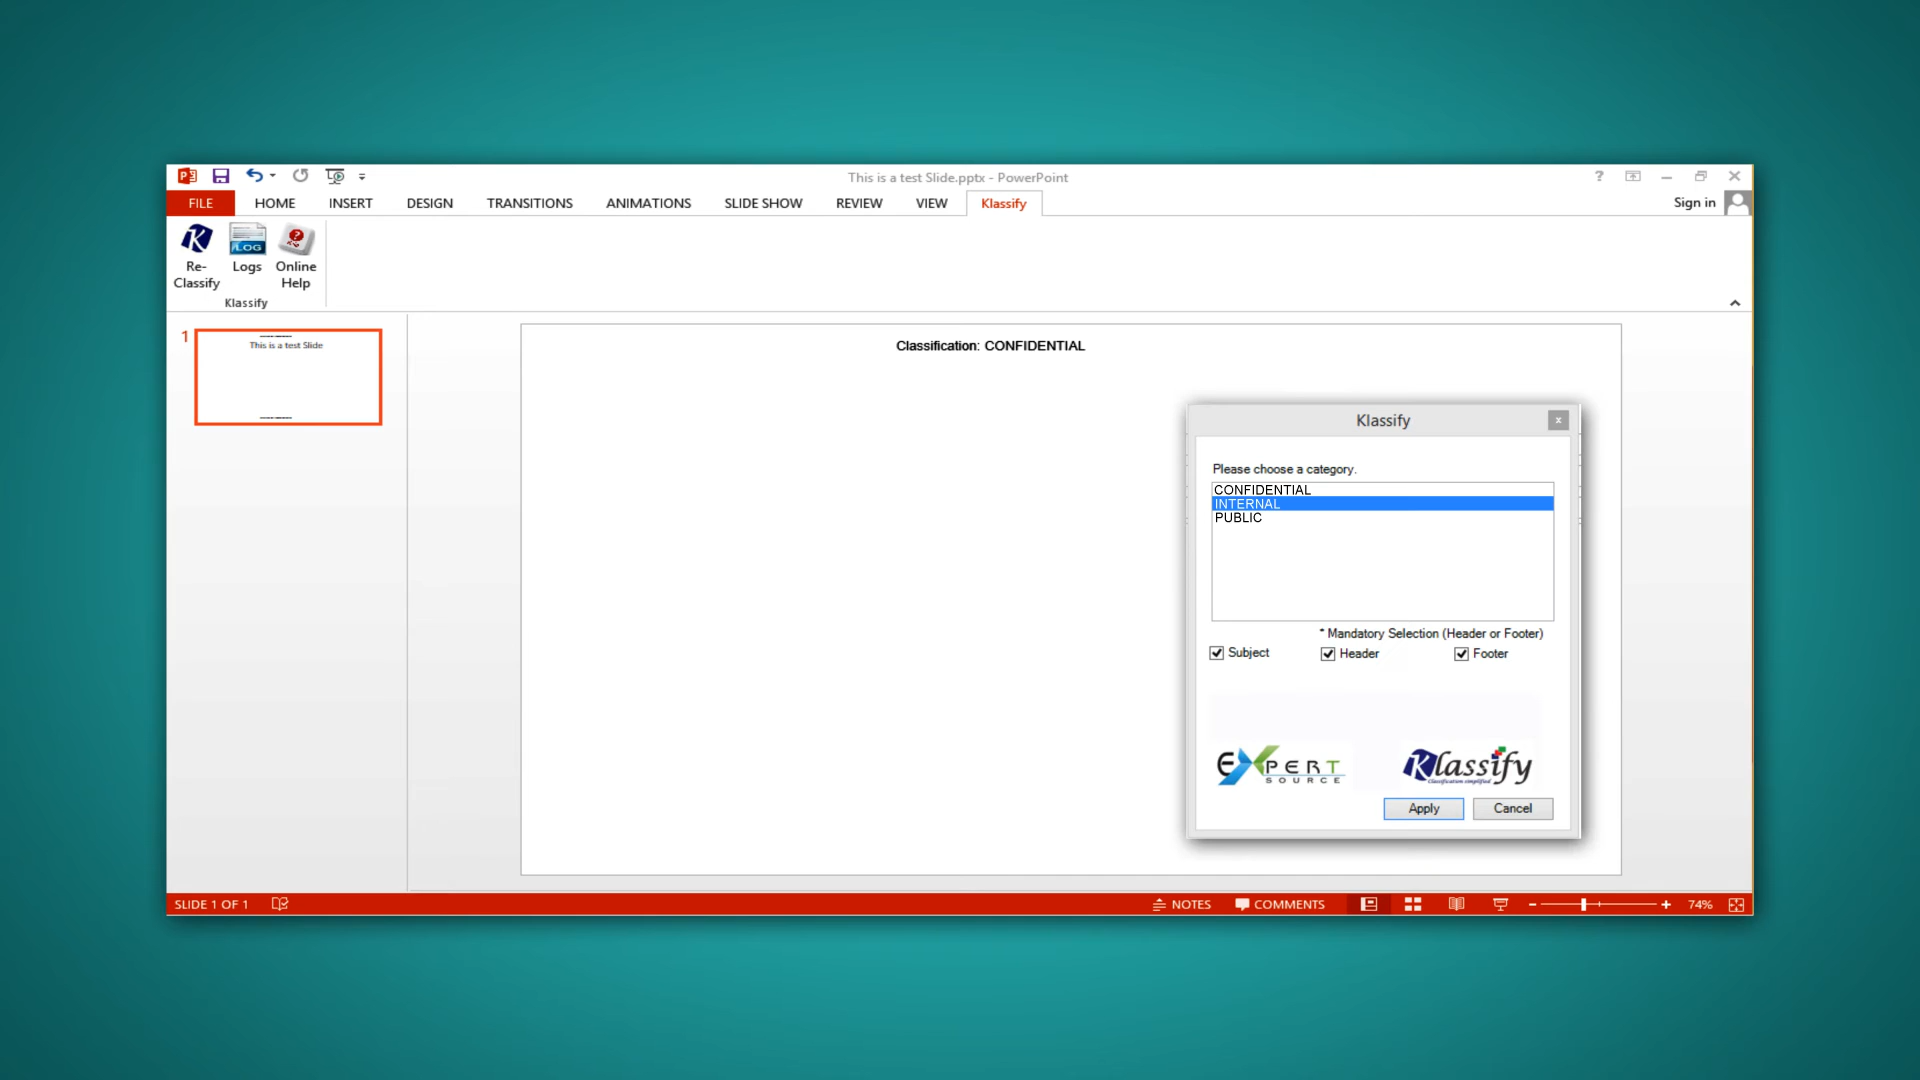 This is a test Slide.pptx - PowerPoint
?
FILE HOME INSERT DESIGN TRANSITIONS ANIMATIONS SLIDE SHOW REVIEW VIEW Klassify Sign in
LOG
?
Re-
Classify
Logs
Online
Help
Klassify
1
This is a test Slide
Classification: CONFIDENTIAL
Klassify
x
Please choose a category.
CONFIDENTIAL
INTERNAL
PUBLIC
* Mandatory Selection (Header or Footer)
Subject Header Footer
EXPERT
SOURCE
Klassify
Classification simplified
Apply Cancel
SLIDE 1 OF 1 NOTES COMMENTS 74%